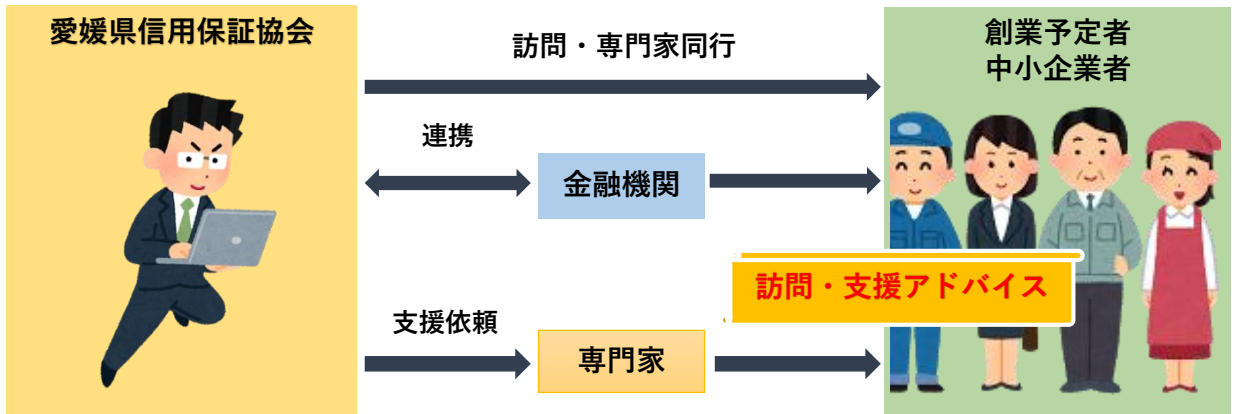 愛媛県信用保証協会
訪問・専門家同行
創業予定者
中小企業者
連携
金融機関
訪問・支援アドバイス
支援依頼
専門家